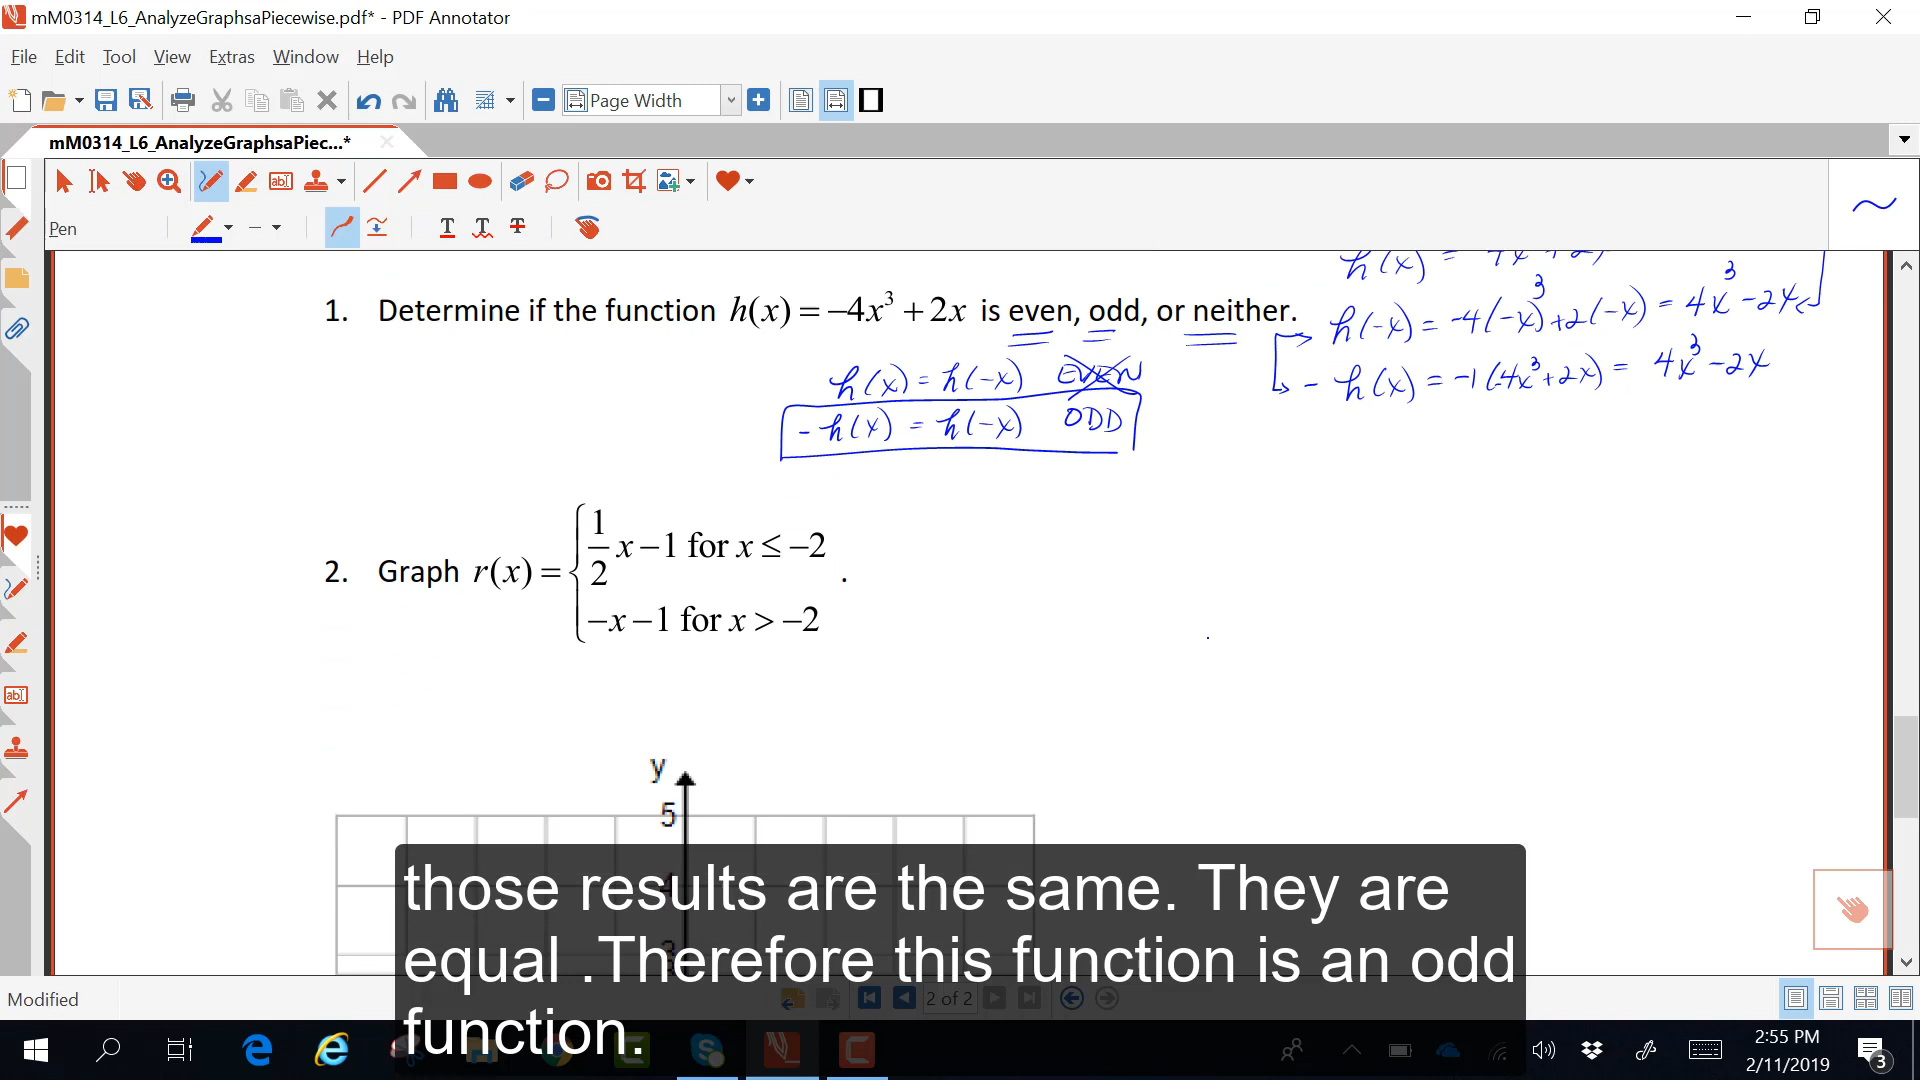 mM0314_L6_AnalyzeGraphsaPiecewise.pdf* - PDF Annotator
File Edit Tool View Extras Window Help
Page Width
mM0314_L6_AnalyzeGraphsaPiec...*
Pen
h(x) = -4x³ + 2x
1. Determine if the function h(x) = −4x³ + 2x is even, odd, or neither.
h(-x) = -4(-x)³ + 2(-x) = 4x³ - 2x
h(x) = h(-x) EVEN
- h(x) = -1(-4x³ + 2x) = 4x³ - 2x
- h(x) = h(-x) ODD
2. Graph r(x) = { 1/2 x − 1 for x ≤ −2
−x − 1 for x > −2 .
y
5
those results are the same. They are
equal .Therefore this function is an odd
function.
Modified
2 of 2
2:55 PM
2/11/2019
3